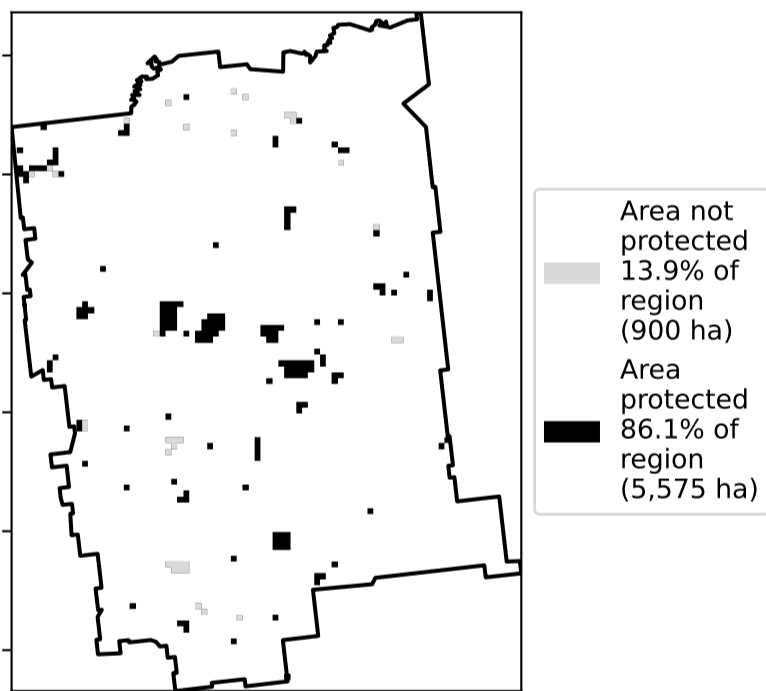 Area not
protected
13.9% of
region
(900 ha)
Area
protected
86.1% of
region
(5,575 ha)